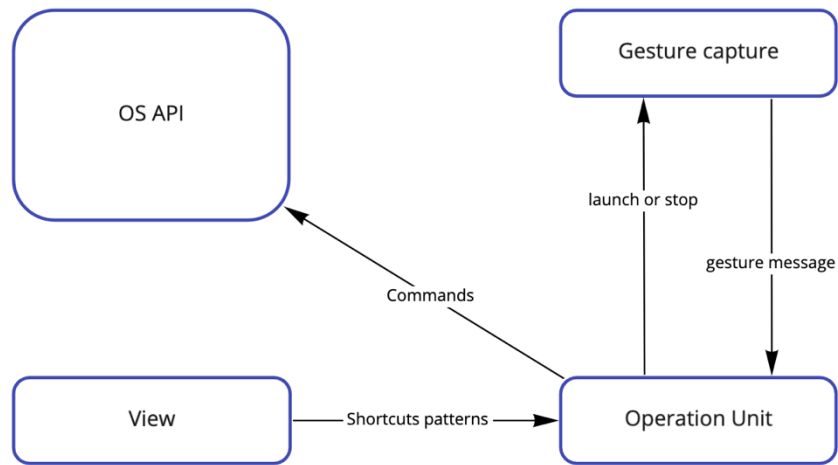 OS API
Gesture capture
launch or stop
gesture message
Commands
View
Shortcuts patterns
Operation Unit